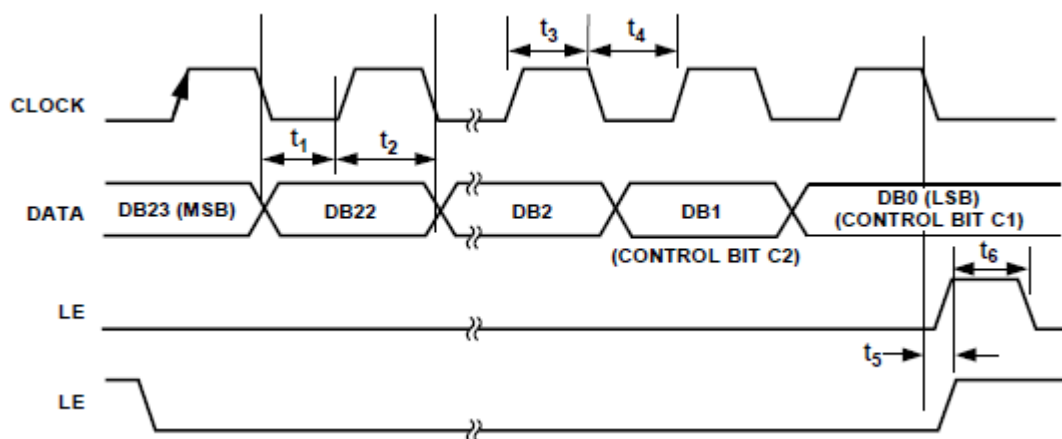 t3 t4
CLOCK
t1 t2
DATA DB23 (MSB) DB22 DB2 DB1 DB0 (LSB)
(CONTROL BIT C1)
(CONTROL BIT C2)
t6
LE
t5
LE